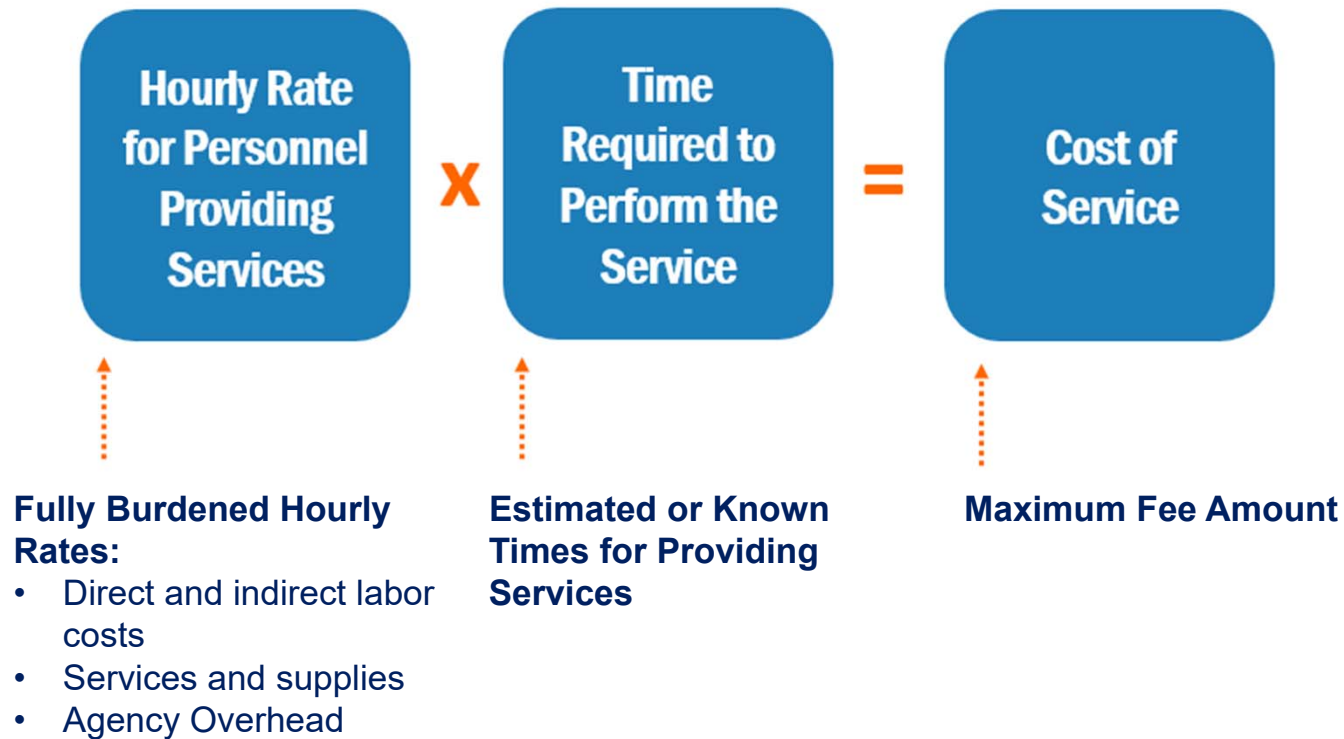 Hourly Rate
for Personnel
Providing
Services
x
Time
Required to
Perform the
Service
=
Cost of
Service
Fully Burdened Hourly
Rates:
• Direct and indirect labor
costs
• Services and supplies
• Agency Overhead
Estimated or Known
Times for Providing
Services
Maximum Fee Amount